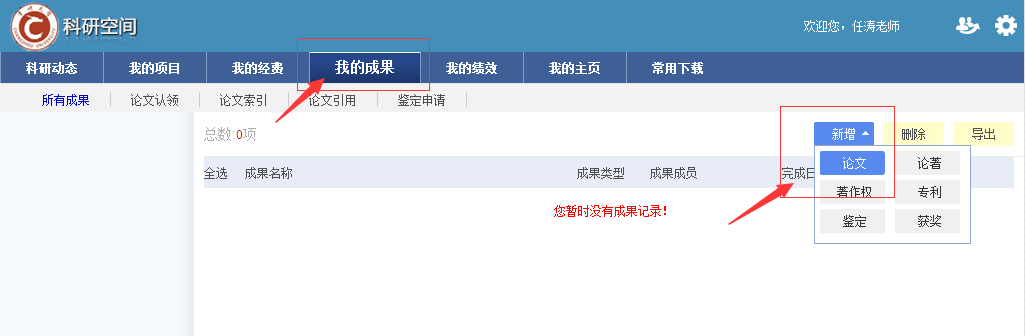 科研空间
欢迎您，任涛老师
科研动态 我的项目 我的经费 我的成果 我的绩效 我的主页 常用下载
所有成果 论文认领 论文索引 论文引用 鉴定申请
总数:0项 新增 删除 导出
全选 成果名称 成果类型 成果成员 完成日
论文 论著
著作权 专利
鉴定 获奖
您暂时没有成果记录！